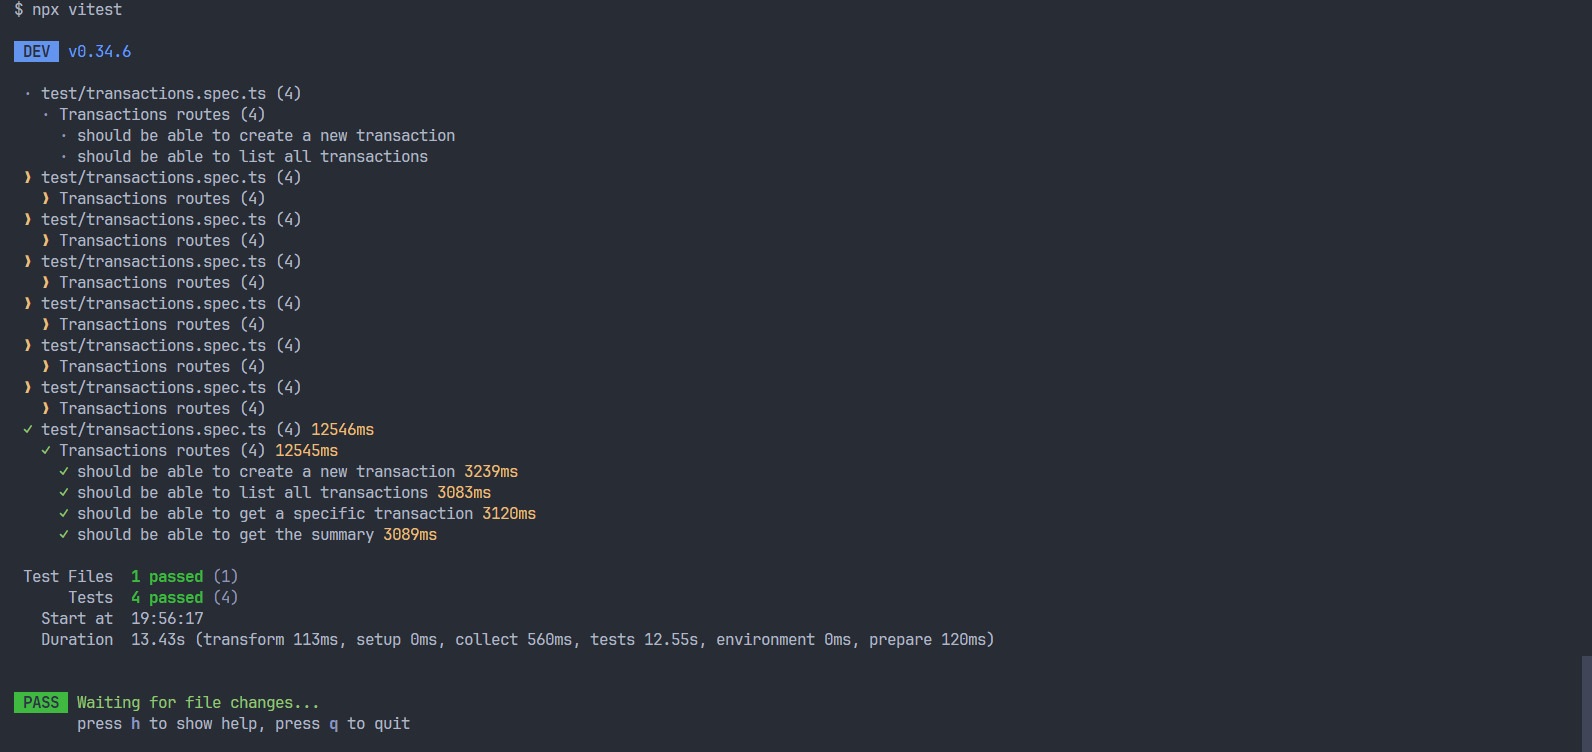 $ npx vitest
DEV v0.34.6
· test/transactions.spec.ts (4)
· Transactions routes (4)
· should be able to create a new transaction
· should be able to list all transactions
❱ test/transactions.spec.ts (4)
❱ Transactions routes (4)
❱ test/transactions.spec.ts (4)
❱ Transactions routes (4)
❱ test/transactions.spec.ts (4)
❱ Transactions routes (4)
❱ test/transactions.spec.ts (4)
❱ Transactions routes (4)
❱ test/transactions.spec.ts (4)
❱ Transactions routes (4)
❱ test/transactions.spec.ts (4)
❱ Transactions routes (4)
✓ test/transactions.spec.ts (4) 12546ms
✓ Transactions routes (4) 12545ms
✓ should be able to create a new transaction 3239ms
✓ should be able to list all transactions 3083ms
✓ should be able to get a specific transaction 3120ms
✓ should be able to get the summary 3089ms
Test Files 1 passed (1)
Tests 4 passed (4)
Start at 19:56:17
Duration 13.43s (transform 113ms, setup 0ms, collect 560ms, tests 12.55s, environment 0ms, prepare 120ms)
PASS Waiting for file changes...
press h to show help, press q to quit